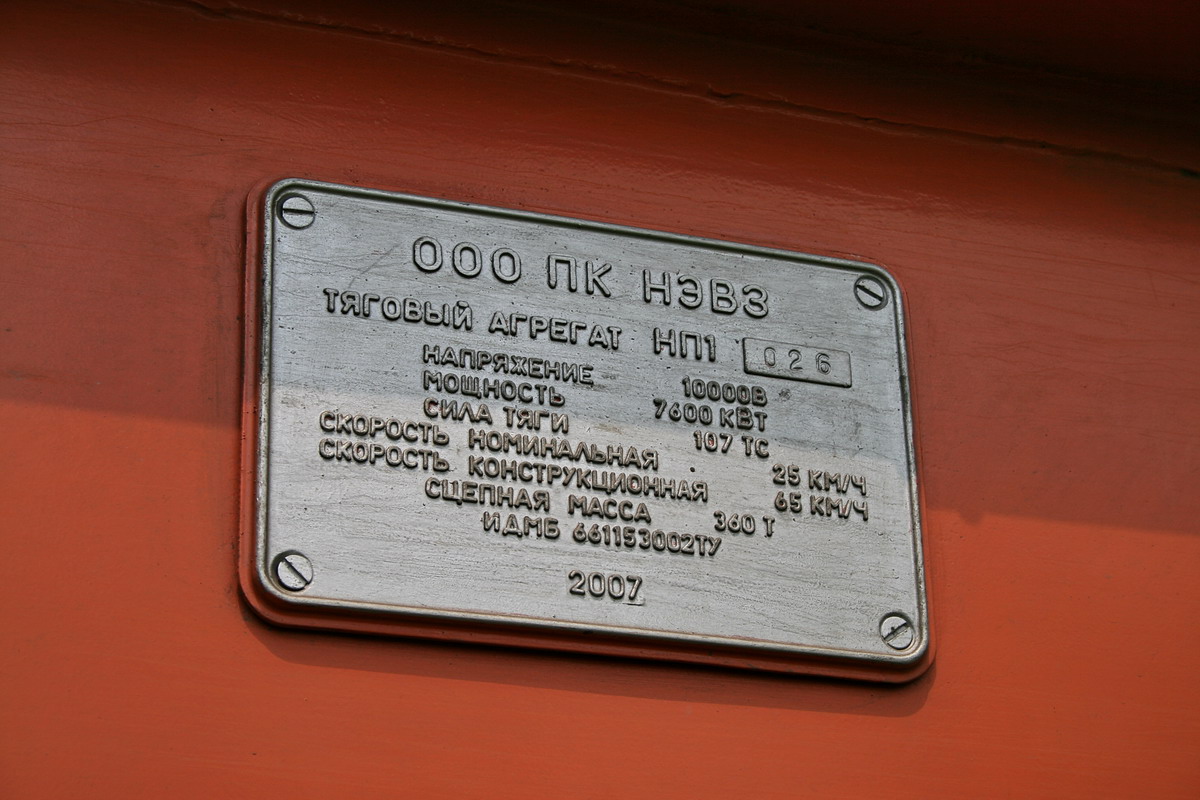 ООО ПК НЭВЗ
ТЯГОВЫЙ АГРЕГАТ НП1 026
НАПРЯЖЕНИЕ 10000В
МОЩНОСТЬ 7600 КВТ
СИЛА ТЯГИ 107 ТС
СКОРОСТЬ НОМИНАЛЬНАЯ 25 КМ/Ч
СКОРОСТЬ КОНСТРУКЦИОННАЯ 65 КМ/Ч
СЦЕПНАЯ МАССА 360 Т
ИДМБ 661153002ТУ
2007